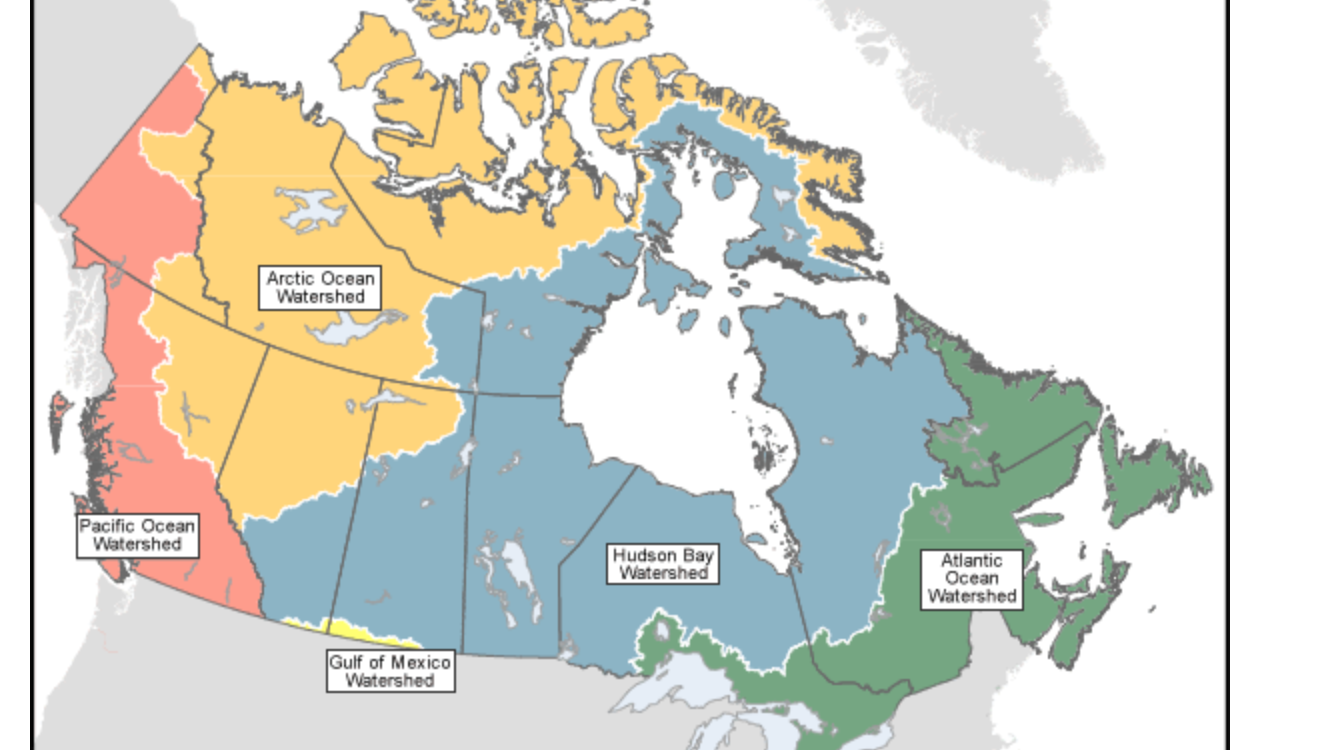 Arctic Ocean
Watershed
Pacific Ocean
Watershed
Hudson Bay
Watershed
Atlantic
Ocean
Watershed
Gulf of Mexico
Watershed